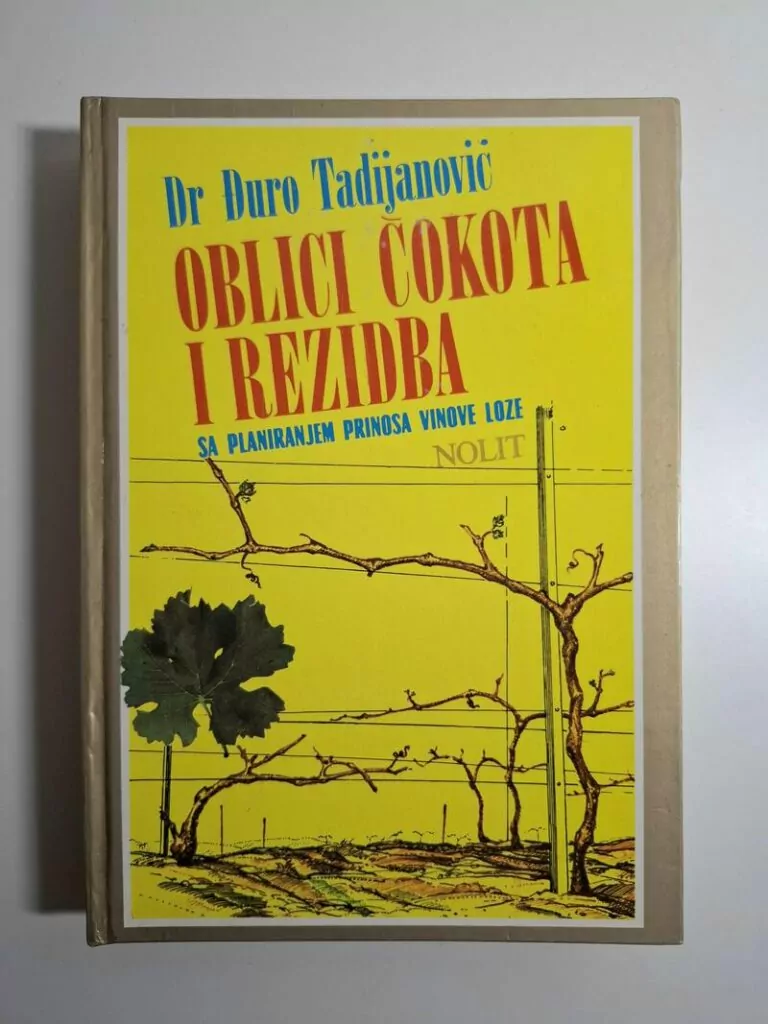 Dr Đuro Tadijanović
OBLICI ČOKOTA
I REZIDBA
SA PLANIRANJEM PRINOSA VINOVE LOZE
NOLIT